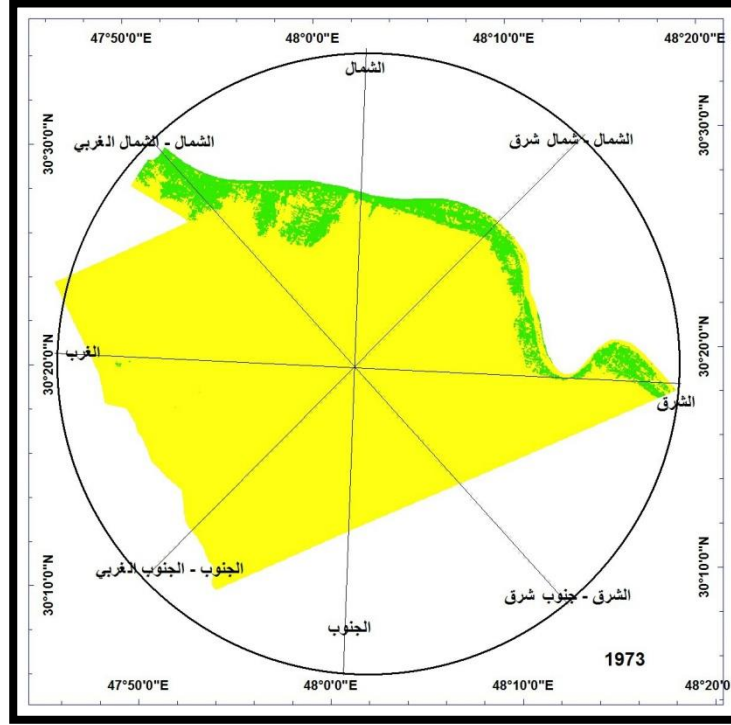 47°50'0"E 48°0'0"E 48°10'0"E 48°20'0"E
الشمال
الشمال - الشمال الغربي
الشمال - شمال شرق
30°30'0"N
30°30'0"N
الغرب
30°20'0"N
30°20'0"N
الشرق
الجنوب - الجنوب الغربي
30°10'0"N
30°10'0"N
الشرق - جنوب شرق
الجنوب
1973
47°50'0"E 48°0'0"E 48°10'0"E 48°20'0